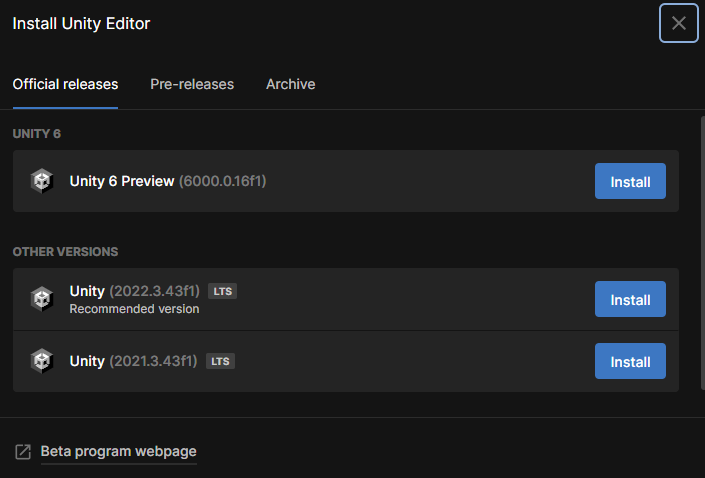 Install Unity Editor
Official releases Pre-releases Archive
UNITY 6
Unity 6 Preview (6000.0.16f1) Install
OTHER VERSIONS
Unity (2022.3.43f1) LTS Install
Recommended version
Unity (2021.3.43f1) LTS Install
Beta program webpage